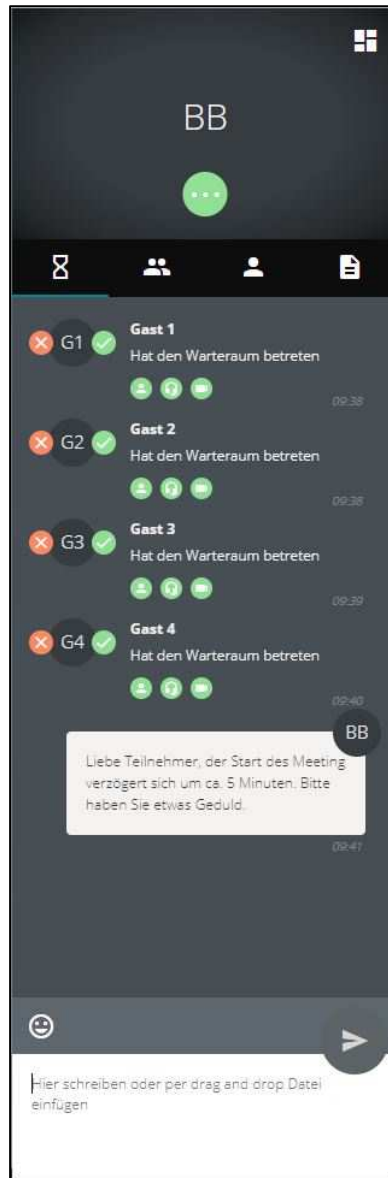 BB
G1
Gast 1
Hat den Warteraum betreten
09:38
G2
Gast 2
Hat den Warteraum betreten
09:38
G3
Gast 3
Hat den Warteraum betreten
09:39
G4
Gast 4
Hat den Warteraum betreten
09:40
BB
Liebe Teilnehmer, der Start des Meeting
verzögert sich um ca. 5 Minuten. Bitte
haben Sie etwas Geduld.
09:41
Hier schreiben oder per drag and drop Datei
einfügen